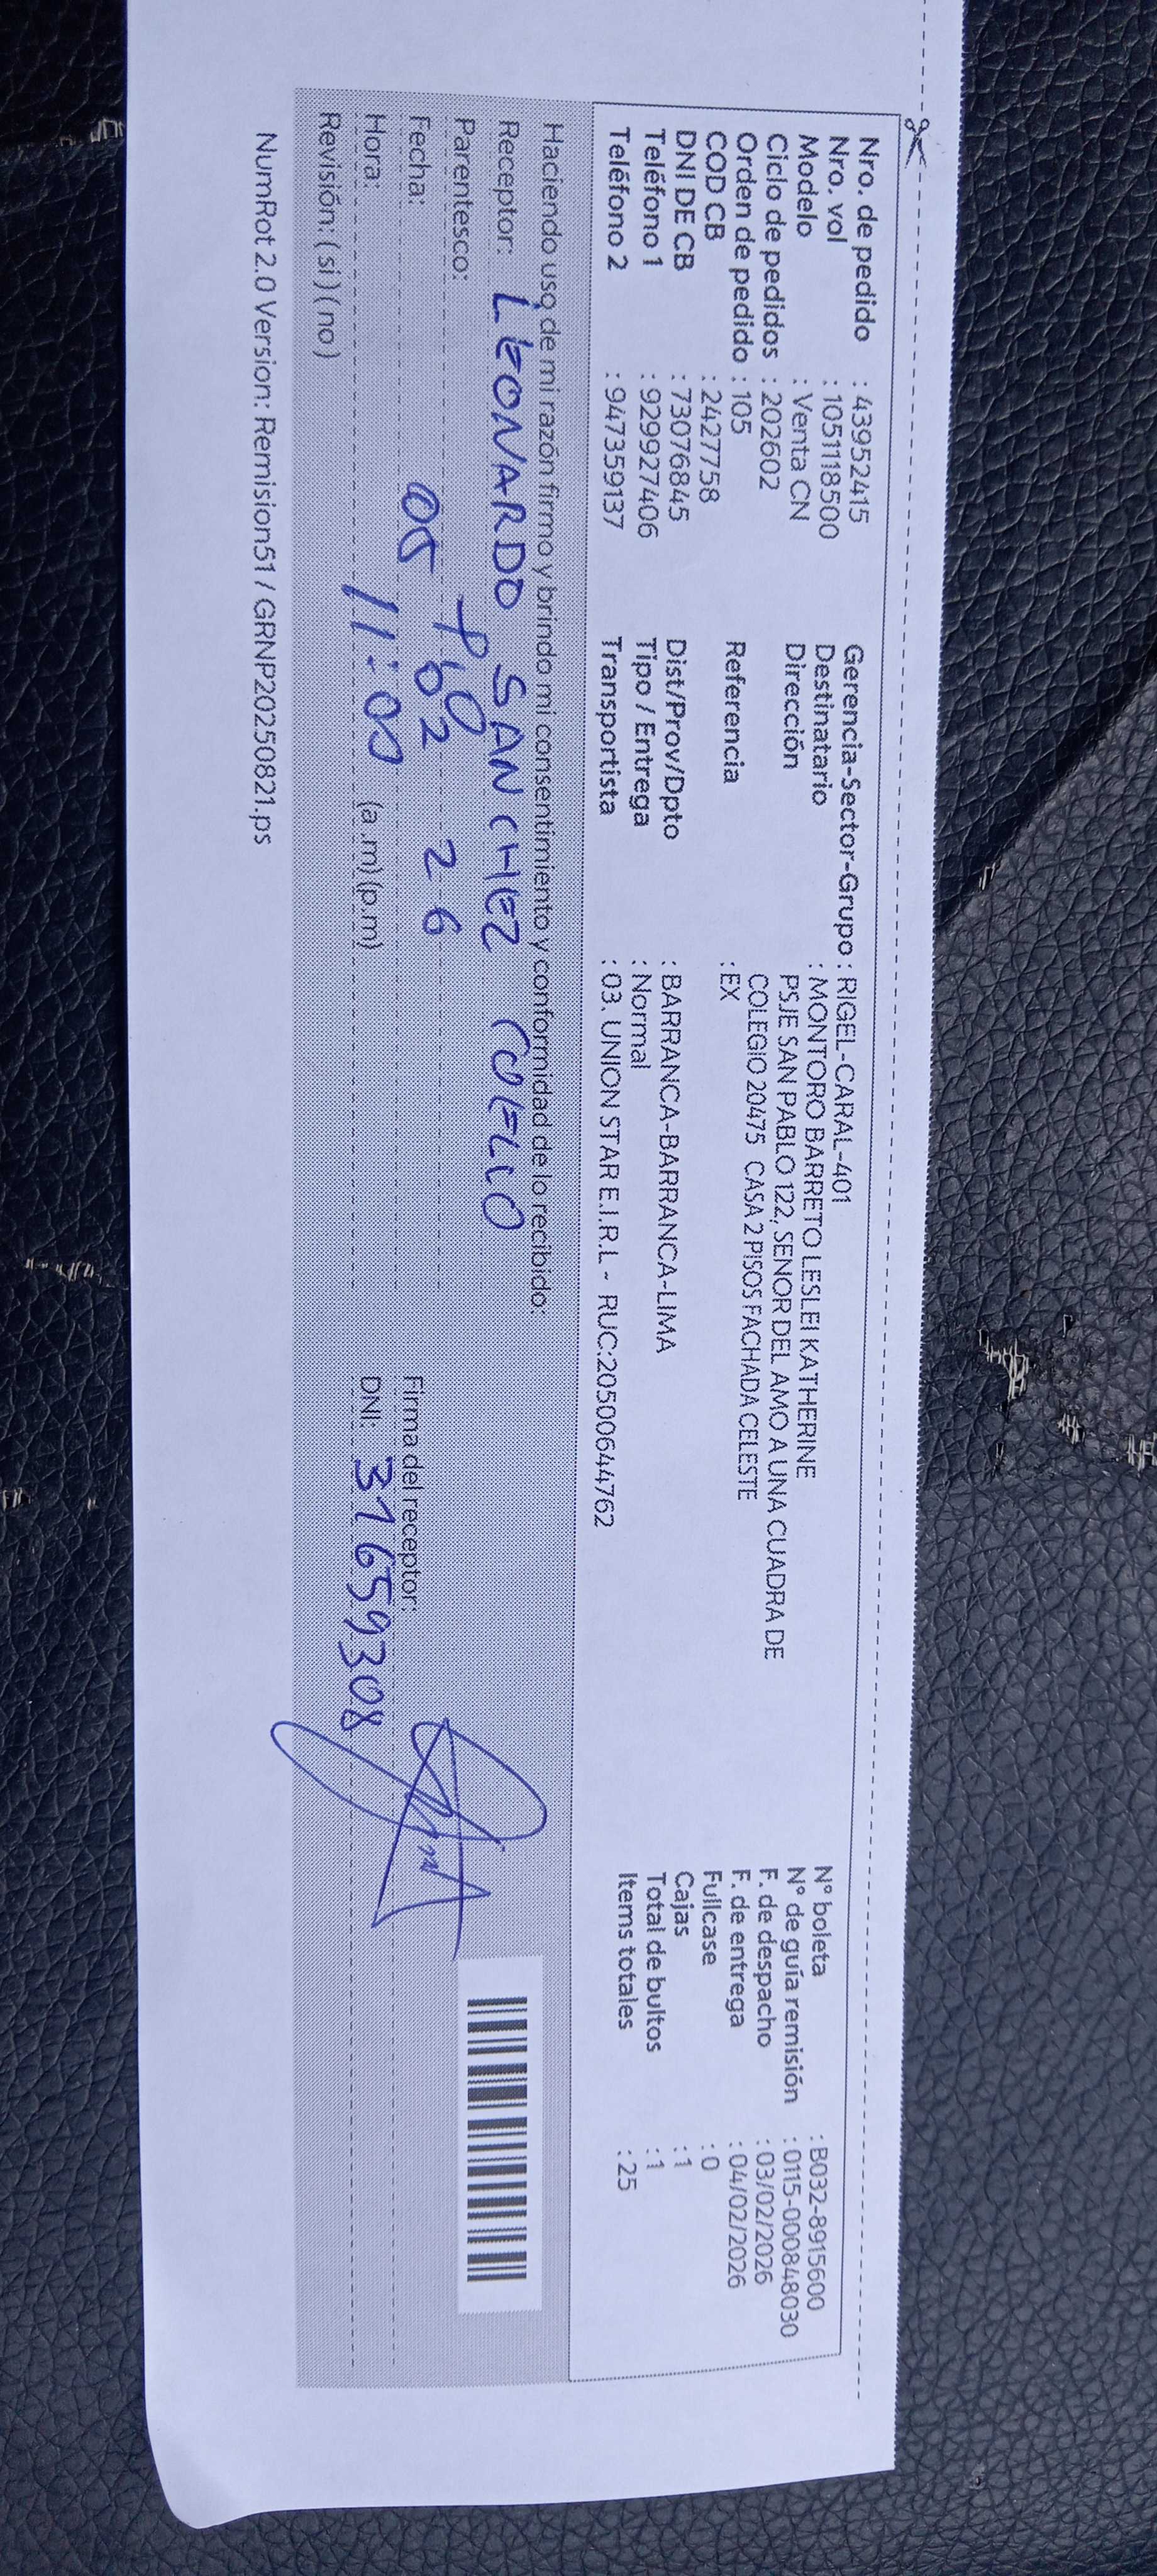 Nro. de pedido : 43952415
Nro. vol : 1051118500
Modelo : Venta CN
Ciclo de pedidos : 202602
Orden de pedido : 105
COD CB : 2427758
DNI DE CB : 73076845
Teléfono 1 : 929927406
Teléfono 2 : 947359137
Gerencia-Sector-Grupo : RIGEL-CARAL-401
Destinatario : MONTORO BARRETO LESLEI KATHERINE
Dirección PSJE SAN PABLO 122, SENOR DEL AMO A UNA CUADRA DE
COLEGIO 20475 CASA 2 PISOS FACHADA CELESTE
Referencia : EX
Dist/Prov/Dpto : BARRANCA-BARRANCA-LIMA
Tipo / Entrega : Normal
Transportista : 03. UNION STAR E.I.R.L - RUC:20500644762
N° boleta : B032-8915600
N° de guía remisión : 0115-000848030
F. de despacho : 03/02/2026
F. de entrega : 04/02/2026
Fullcase : 0
Cajas : 1
Total de bultos : 1
Items totales : 25
Haciendo uso de mi razón firmo y brindo mi consentimiento y conformidad de lo recibido:
Receptor: LEONARDO SANCHEZ
Parentesco:
Fecha: 05 02 26
Hora: 11:00 (a.m) (p.m)
Revisión: ( si ) ( no )
Firma del receptor:
DNI: 31659308
NumRot 2.0 Version: Remision51 / GRNP20250821.ps